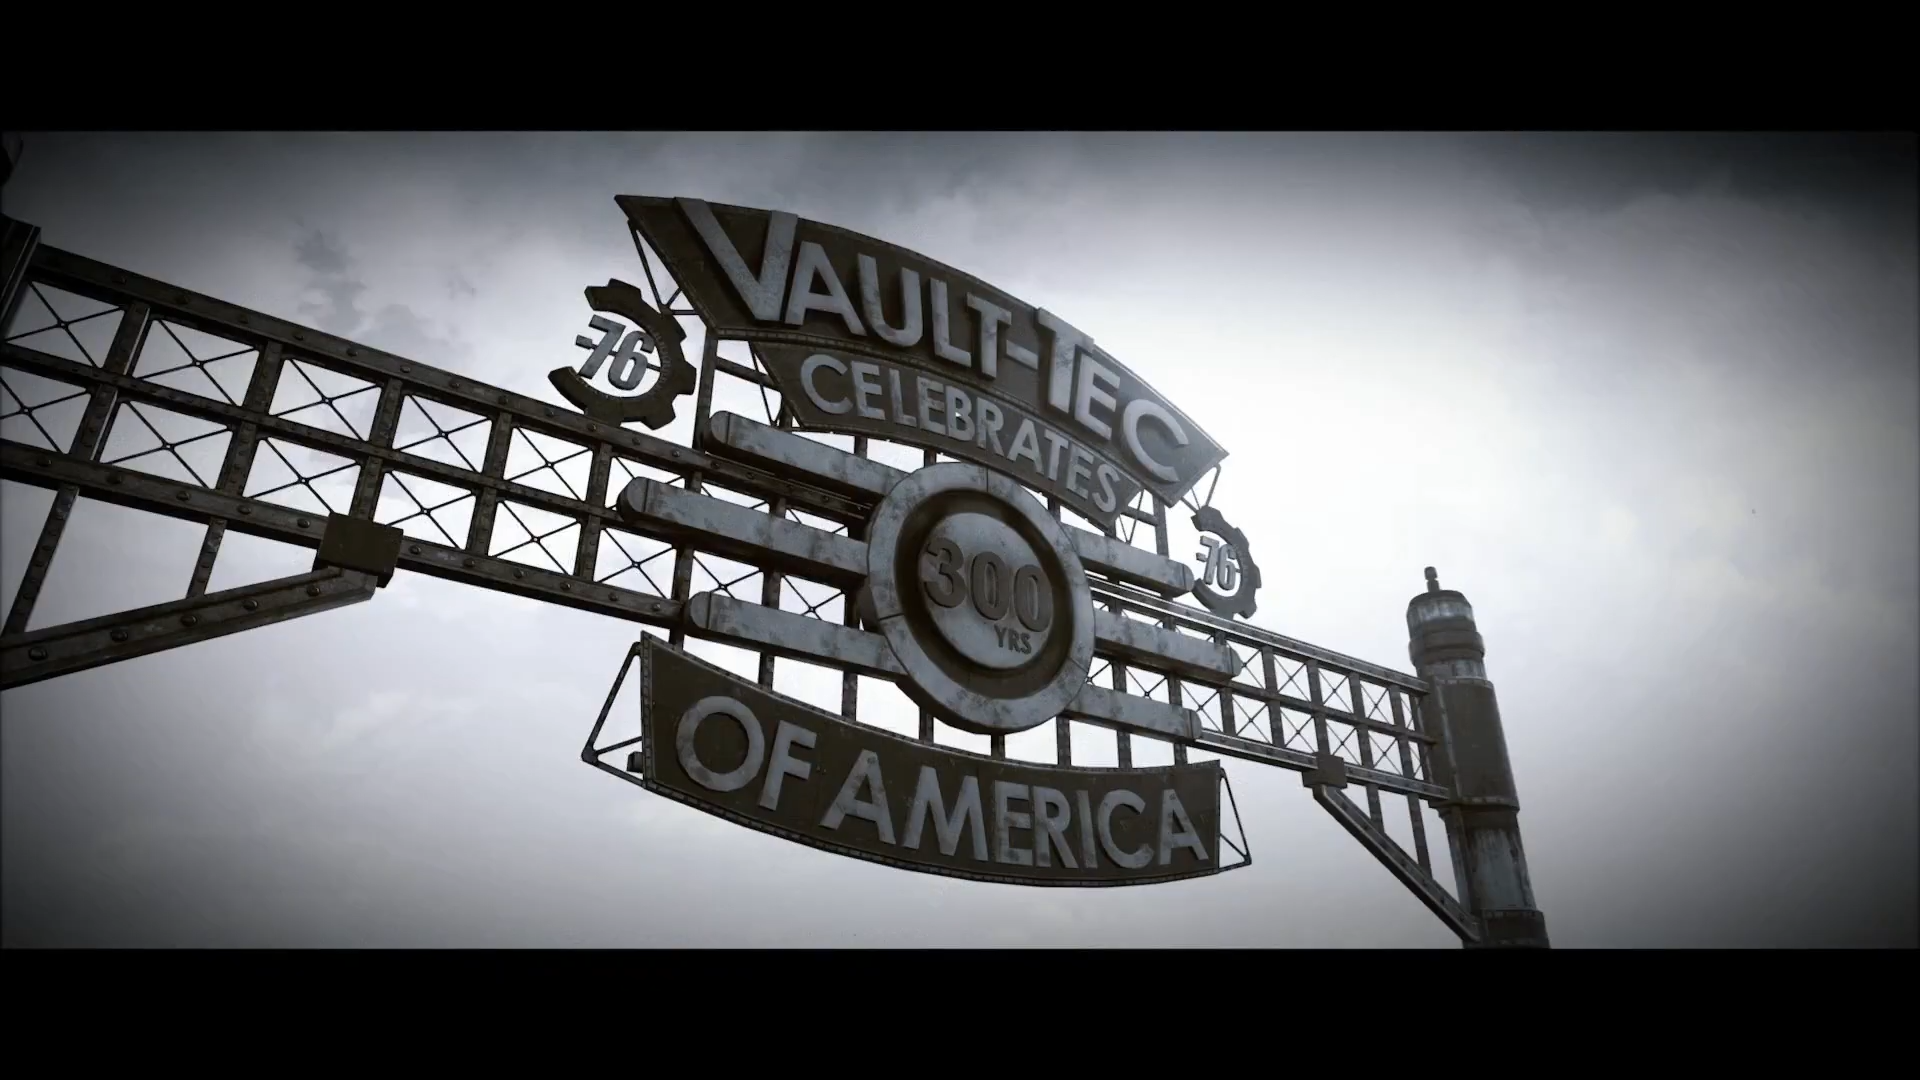 VAULT-TEC
CELEBRATES
-76
-76
300
YRS
OF AMERICA